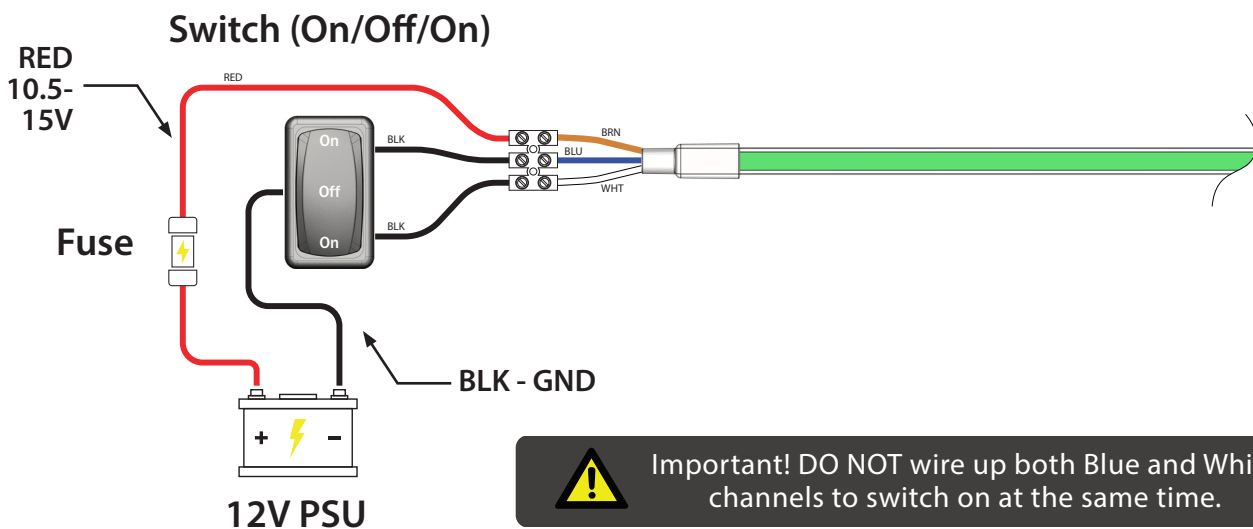 Switch (On/Off/On)
RED
10.5-
15V
RED
On
Off
On
BLK
BLK
BRN
BLU
WHT
Fuse
BLK - GND
+
-
12V PSU
Important! DO NOT wire up both Blue and Whi
channels to switch on at the same time.